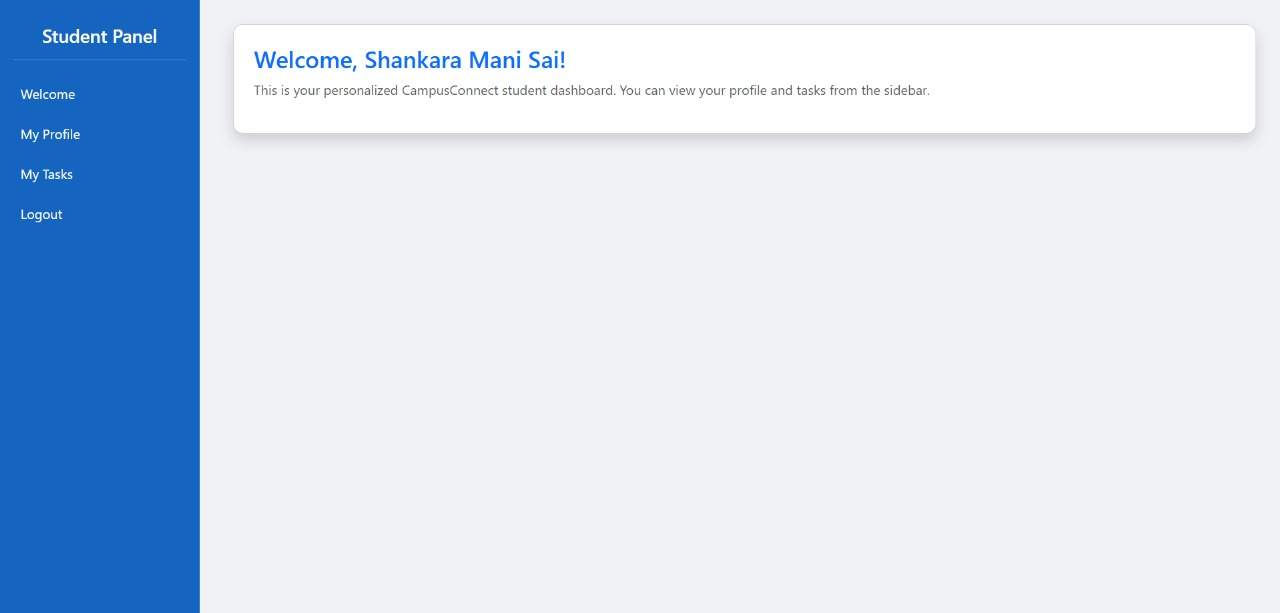 Student Panel
Welcome
My Profile
My Tasks
Logout
Welcome, Shankara Mani Sai!
This is your personalized CampusConnect student dashboard. You can view your profile and tasks from the sidebar.